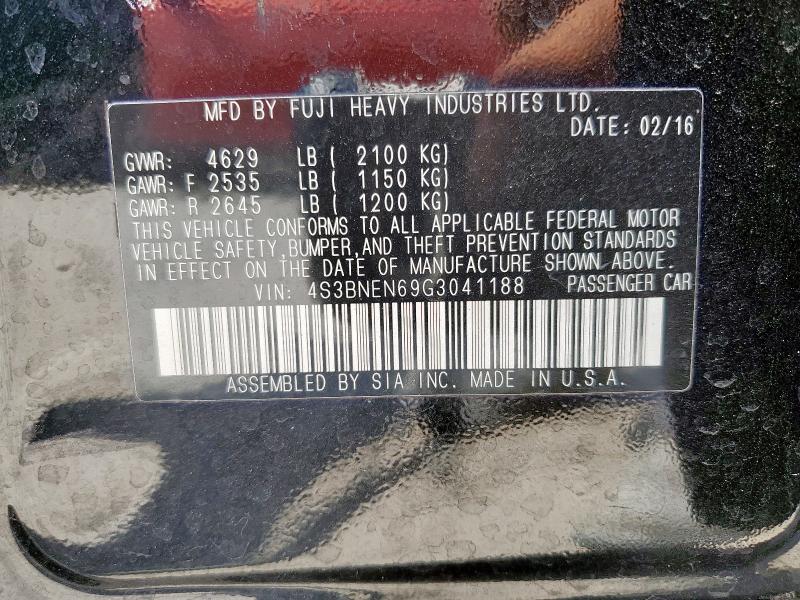 MFD BY FUJI HEAVY INDUSTRIES LTD.
DATE: 02/16
GVWR: 4629 LB ( 2100 KG)
GAWR: F 2535 LB ( 1150 KG)
GAWR: R 2645 LB ( 1200 KG)
THIS VEHICLE CONFORMS TO ALL APPLICABLE FEDERAL MOTOR
VEHICLE SAFETY, BUMPER, AND THEFT PREVENTION STANDARDS
IN EFFECT ON THE DATE OF MANUFACTURE SHOWN ABOVE.
VIN: 4S3BNEN69G3041188 PASSENGER CAR
ASSEMBLED BY SIA INC. MADE IN U.S.A.